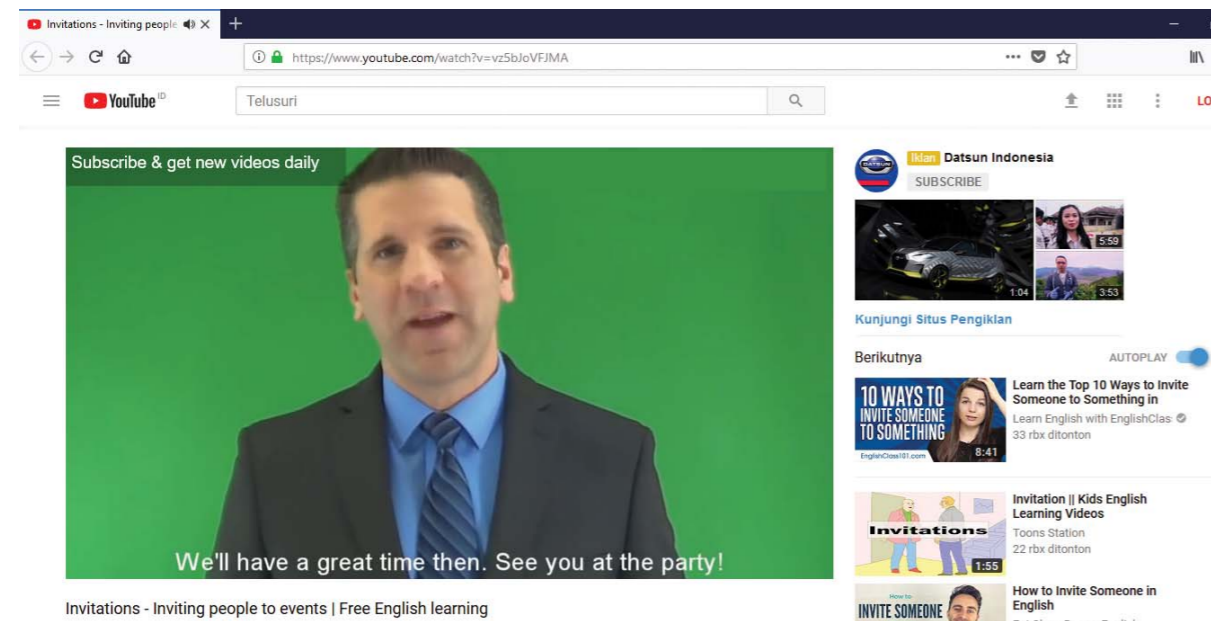 Invitations - Inviting people
https://www.youtube.com/watch?v=vz5bJoVFJMA
YouTube ID
Telusuri
LO
Subscribe & get new videos daily
We'll have a great time then. See you at the party!
Invitations - Inviting people to events | Free English learning
DATSUN
Iklan Datsun Indonesia
SUBSCRIBE
1:04
5:59
3:53
Kunjungi Situs Pengiklan
Berikutnya
AUTOPLAY
10 WAYS TO
INVITE SOMEONE
TO SOMETHING
EnglishClass101.com
8:41
Learn the Top 10 Ways to Invite
Someone to Something in
Learn English with EnglishClas
33 rbx ditonton
Invitations
1:55
Invitation || Kids English
Learning Videos
Toons Station
22 rbx ditonton
How to
INVITE SOMEONE
How to Invite Someone in
English